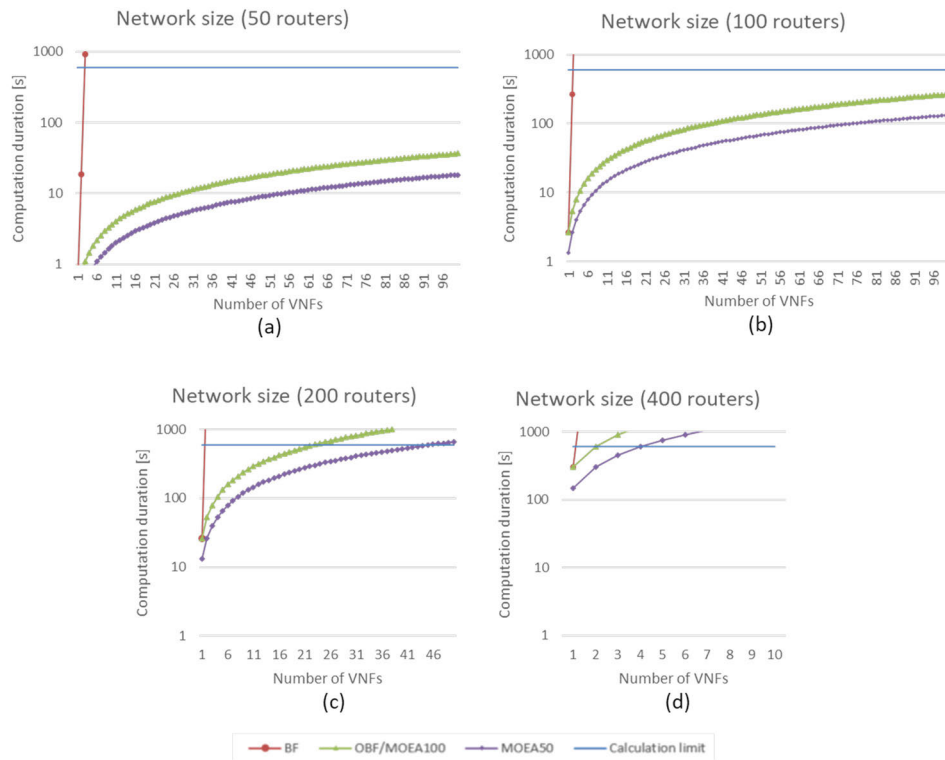 Network size (50 routers)
Computation duration [s]
1000
100
10
1
1 6 11 16 21 26 31 36 41 46 51 56 61 66 71 76 81 86 91 96
Number of VNFs
(a)
Network size (100 routers)
Computation duration [s]
1000
100
10
1
1 6 11 16 21 26 31 36 41 46 51 56 61 66 71 76 81 86 91 96
Number of VNFs
(b)
Network size (200 routers)
Computation duration [s]
1000
100
10
1
1 6 11 16 21 26 31 36 41 46
Number of VNFs
(c)
Network size (400 routers)
Computation duration [s]
1000
100
10
1
1 2 3 4 5 6 7 8 9 10
Number of VNFs
(d)
BF OBF/MOEA100 MOEA50 Calculation limit